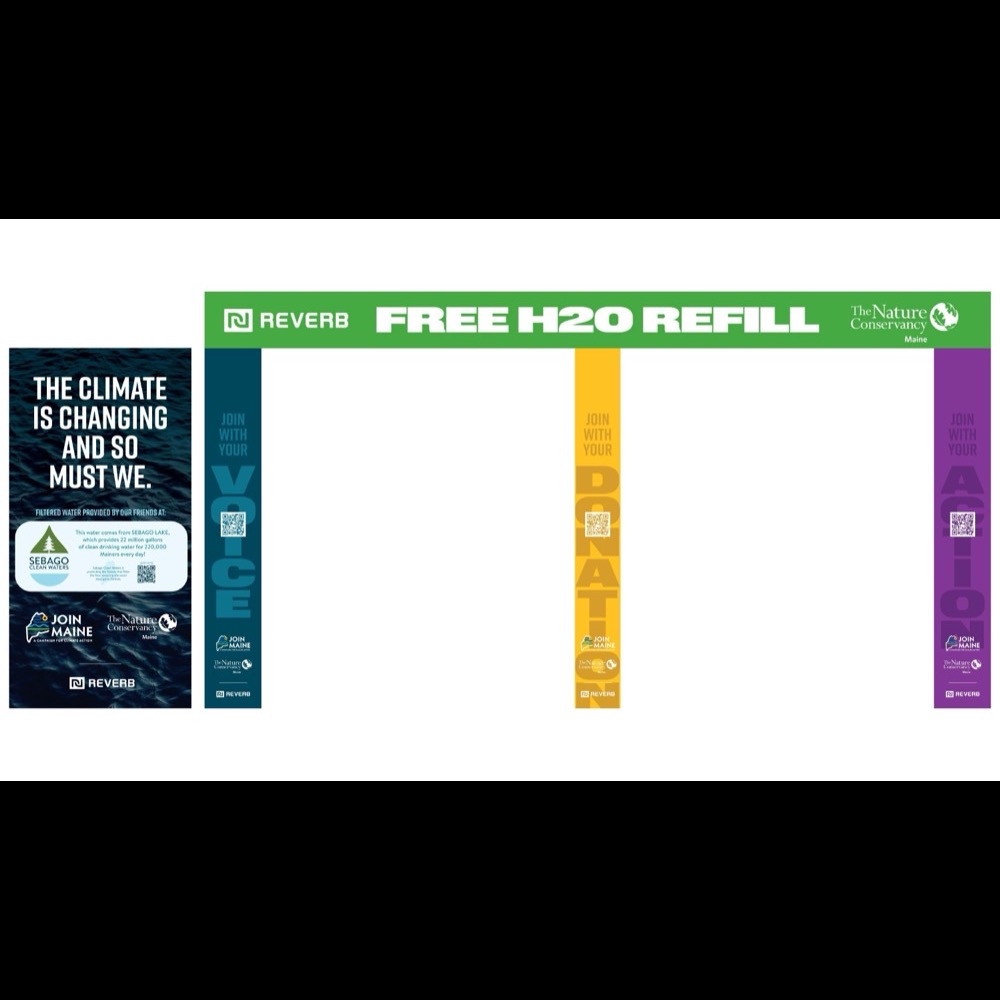 REVERB
FREE H2O REFILL
The Nature
Conservancy
Maine
THE CLIMATE
IS CHANGING
AND SO
MUST WE.
FILTERED WATER PROVIDED BY OUR FRIENDS AT:
SEBAGO
CLEAN WATERS
This water comes from SEBAGO LAKE,
which provides 22 million gallons
of clean drinking water for 220,000
Mainers every day!
JOIN
MAINE
A CAMPAIGN FOR CLIMATE ACTION
The Nature
Conservancy
Maine
REVERB
JOIN
WITH
YOUR
VOICE
JOIN
MAINE
The Nature
Conservancy
Maine
REVERB
JOIN
WITH
YOUR
DONATION
JOIN
MAINE
The Nature
Conservancy
Maine
REVERB
JOIN
WITH
YOUR
ACTION
JOIN
MAINE
The Nature
Conservancy
Maine
REVERB